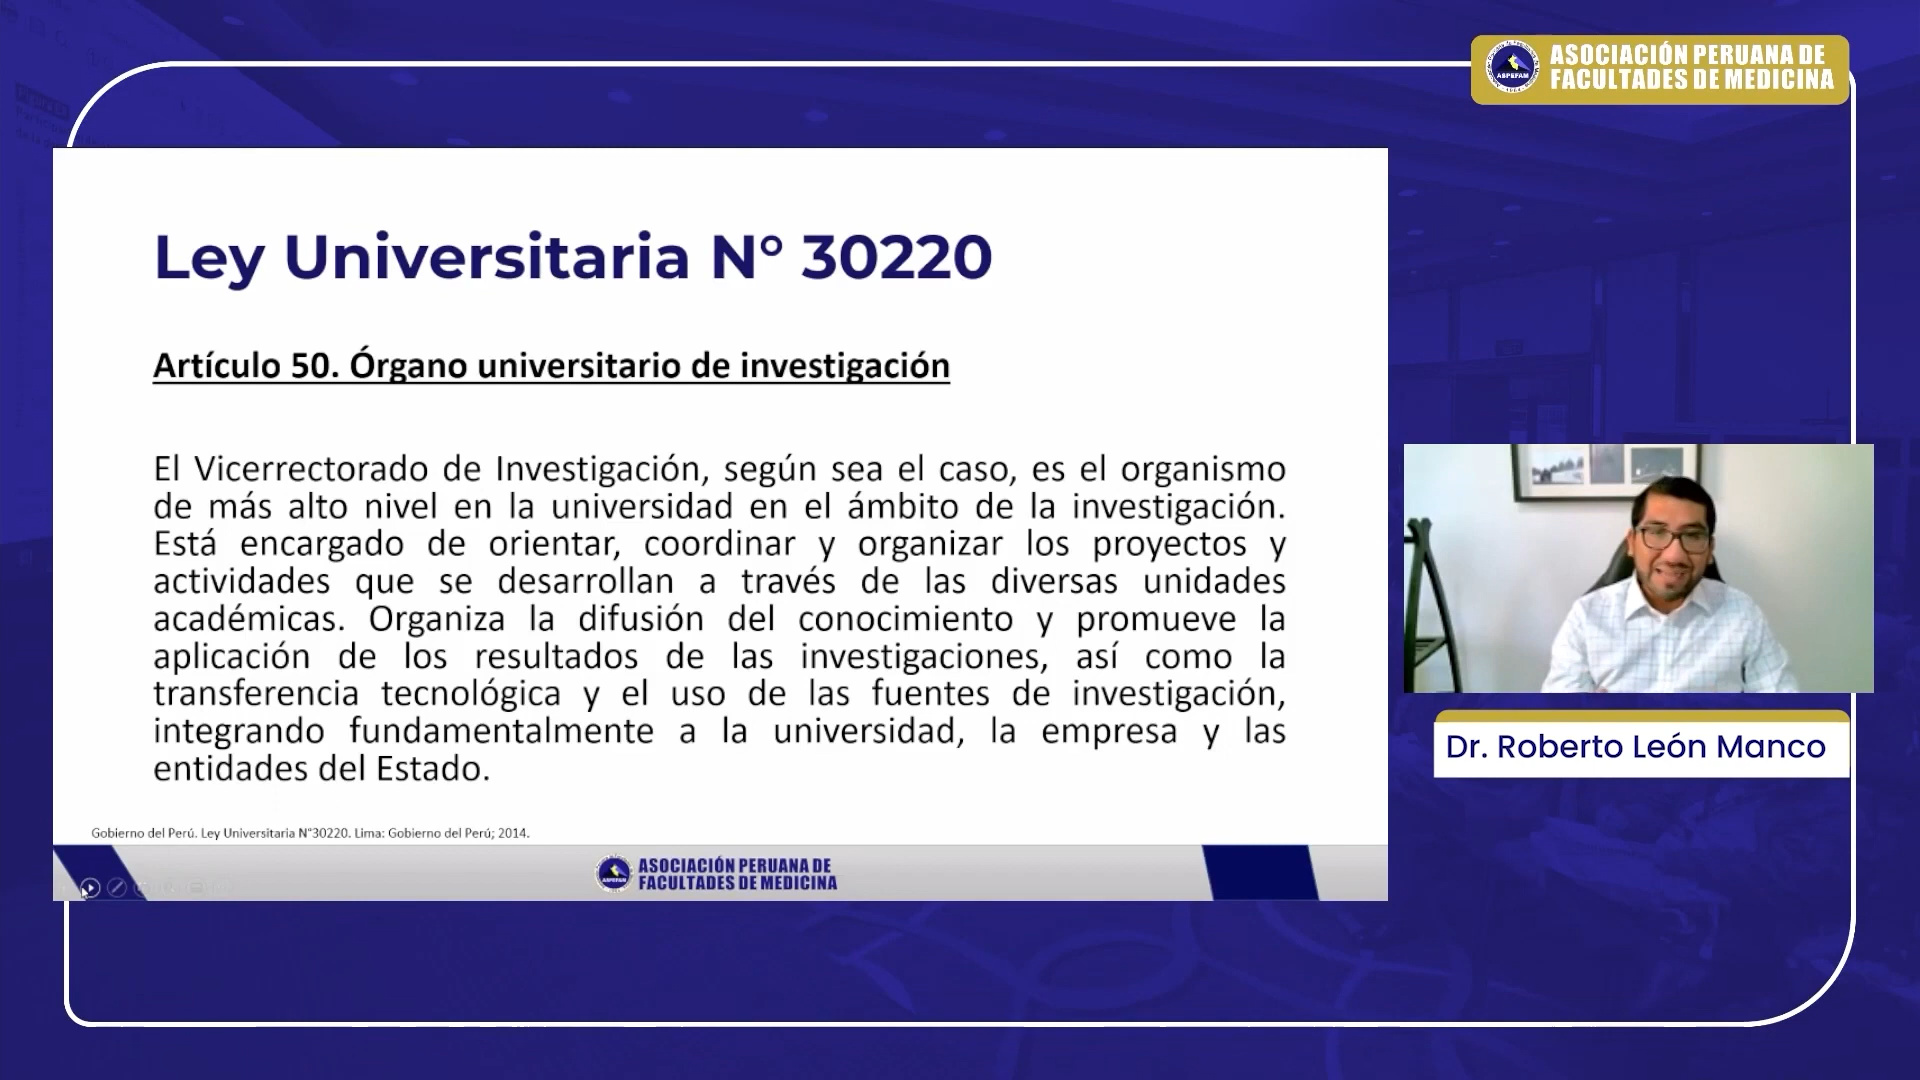 ASOCIACIÓN PERUANA DE
FACULTADES DE MEDICINA
ASPEFAM
Ley Universitaria N° 30220
Artículo 50. Órgano universitario de investigación
El Vicerrectorado de Investigación, según sea el caso, es el organismo
de más alto nivel en la universidad en el ámbito de la investigación.
Está encargado de orientar, coordinar y organizar los proyectos y
actividades que se desarrollan a través de las diversas unidades
académicas. Organiza la difusión del conocimiento y promueve la
aplicación de los resultados de las investigaciones, así como la
transferencia tecnológica y el uso de las fuentes de investigación,
integrando fundamentalmente a la universidad, la empresa y las
entidades del Estado.
Gobierno del Perú. Ley Universitaria N°30220. Lima: Gobierno del Perú; 2014.
ASOCIACIÓN PERUANA DE
FACULTADES DE MEDICINA
Dr. Roberto León Manco